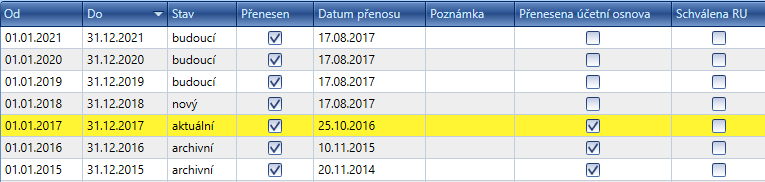 Od Do Stav Přenesen Datum přenosu Poznámka Přenesena účetní osnova Schválena RU
01.01.2021 31.12.2021 budoucí 17.08.2017
01.01.2020 31.12.2020 budoucí 17.08.2017
01.01.2019 31.12.2019 budoucí 17.08.2017
01.01.2018 31.12.2018 nový 17.08.2017
01.01.2017 31.12.2017 aktuální 25.10.2016
01.01.2016 31.12.2016 archivní 10.11.2015
01.01.2015 31.12.2015 archivní 20.11.2014